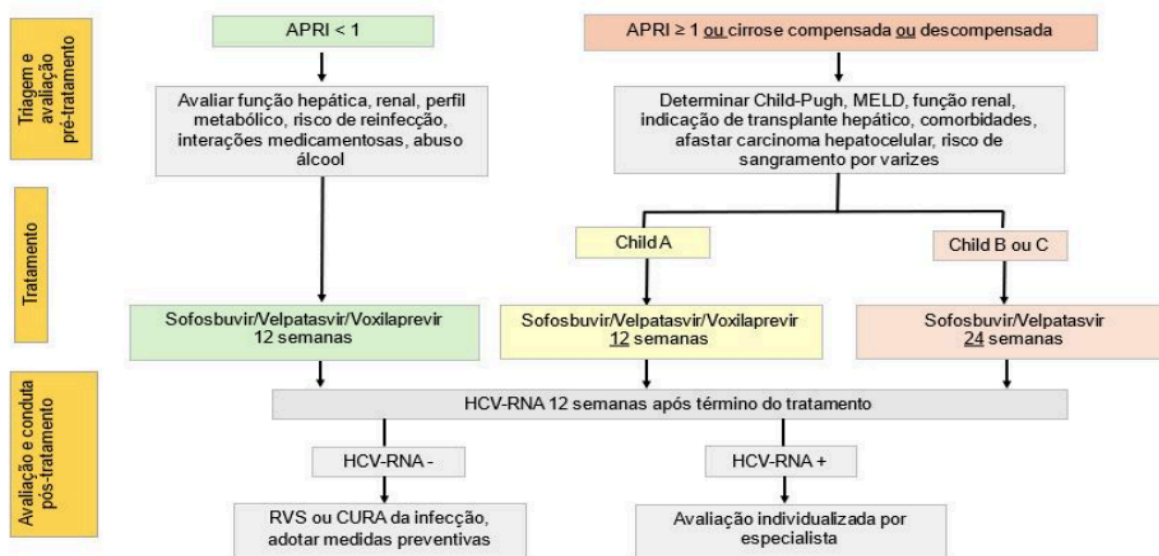 Triagem e
avaliação
pré-tratamento
APRI < 1
APRI ≥ 1 ou cirrose compensada ou descompensada
Avaliar função hepática, renal, perfil
metabólico, risco de reinfecção,
interações medicamentosas, abuso
álcool
Determinar Child-Pugh, MELD, função renal,
indicação de transplante hepático, comorbidades,
afastar carcinoma hepatocelular, risco de
sangramento por varizes
Tratamento
Child A
Child B ou C
Sofosbuvir/Velpatasvir/Voxilaprevir
12 semanas
Sofosbuvir/Velpatasvir/Voxilaprevir
12 semanas
Sofosbuvir/Velpatasvir
24 semanas
Avaliação e conduta
pós-tratamento
HCV-RNA 12 semanas após término do tratamento
HCV-RNA -
HCV-RNA +
RVS ou CURA da infecção,
adotar medidas preventivas
Avaliação individualizada por
especialista